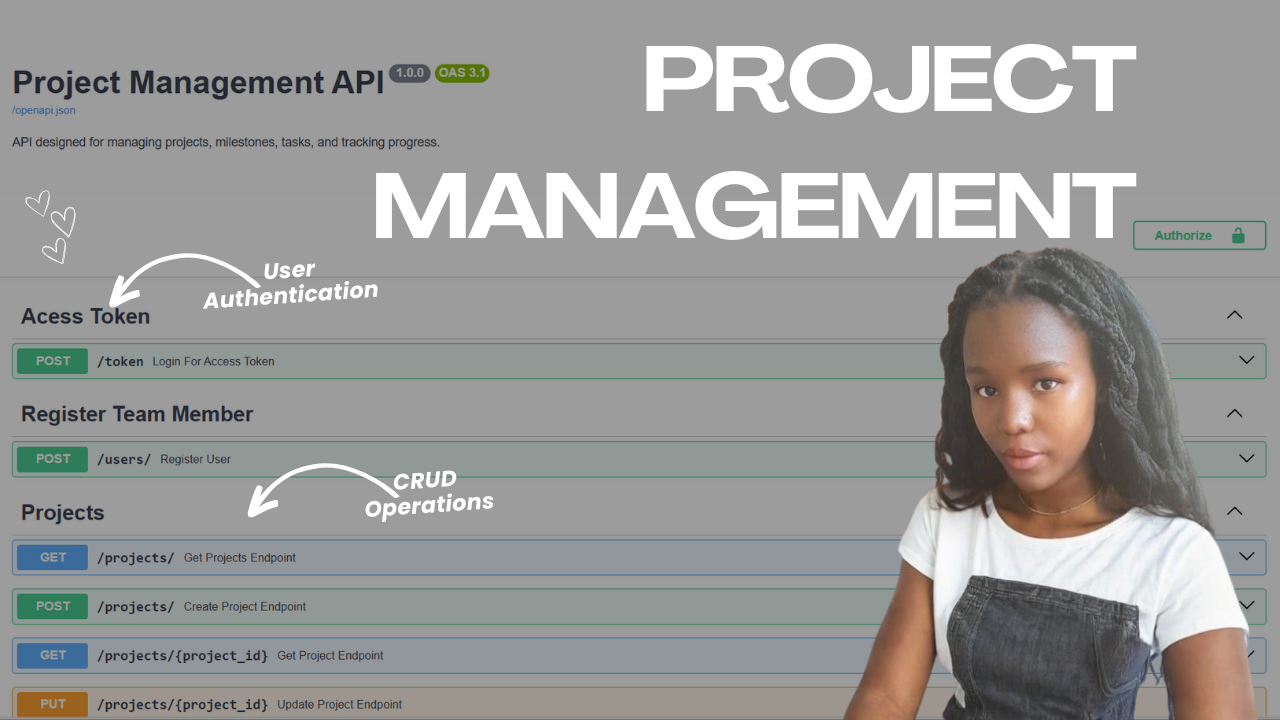 PROJECT
MANAGEMENT
Project Management API 1.0.0 OAS 3.1
/openapi.json
API designed for managing projects, milestones, tasks, and tracking progress.
Authorize
User
Authentication
Acess Token
POST /token Login For Access Token
Register Team Member
POST /users/ Register User
CRUD
Operations
Projects
GET /projects/ Get Projects Endpoint
POST /projects/ Create Project Endpoint
GET /projects/{project_id} Get Project Endpoint
PUT /projects/{project_id} Update Project Endpoint